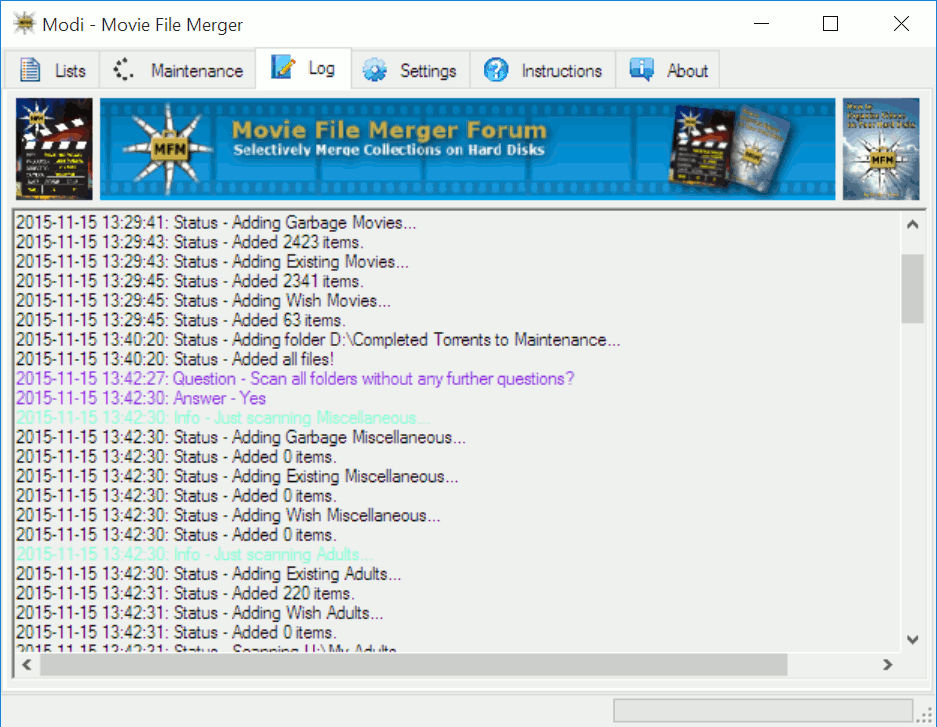 Modi - Movie File Merger
Lists Maintenance Log Settings Instructions About
MFM
Movie File Merger Forum
Selectively Merge Collections on Hard Disks
2015-11-15 13:29:41: Status - Adding Garbage Movies...
2015-11-15 13:29:43: Status - Added 2423 items.
2015-11-15 13:29:43: Status - Adding Existing Movies...
2015-11-15 13:29:45: Status - Added 2341 items.
2015-11-15 13:29:45: Status - Adding Wish Movies...
2015-11-15 13:29:45: Status - Added 63 items.
2015-11-15 13:40:20: Status - Adding folder D:\Completed Torrents to Maintenance...
2015-11-15 13:40:20: Status - Added all files!
2015-11-15 13:42:27: Question - Scan all folders without any further questions?
2015-11-15 13:42:30: Answer - Yes
2015-11-15 13:42:30: Info - Just scanning Miscellaneous...
2015-11-15 13:42:30: Status - Adding Garbage Miscellaneous...
2015-11-15 13:42:30: Status - Added 0 items.
2015-11-15 13:42:30: Status - Adding Existing Miscellaneous...
2015-11-15 13:42:30: Status - Added 0 items.
2015-11-15 13:42:30: Status - Adding Wish Miscellaneous...
2015-11-15 13:42:30: Status - Added 0 items.
2015-11-15 13:42:30: Info - Just scanning Adults...
2015-11-15 13:42:30: Status - Adding Existing Adults...
2015-11-15 13:42:31: Status - Added 220 items.
2015-11-15 13:42:31: Status - Adding Wish Adults...
2015-11-15 13:42:31: Status - Added 0 items.
2015-11-15 13:42:31: Status - Scanning U:\My Adults